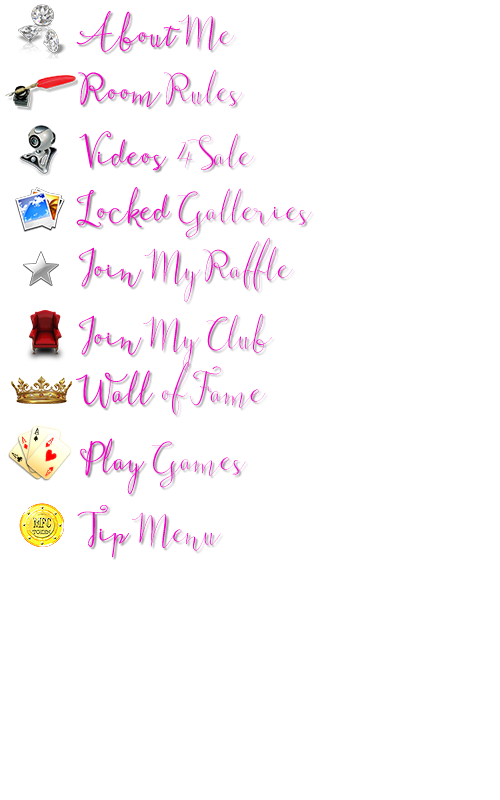 About Me
Room Rules
Videos 4 Sale
Locked Galleries
Join My Raffle
Join My Club
Wall of Fame
A A A
Play Games
MFC
TOKEN
Tip Menu